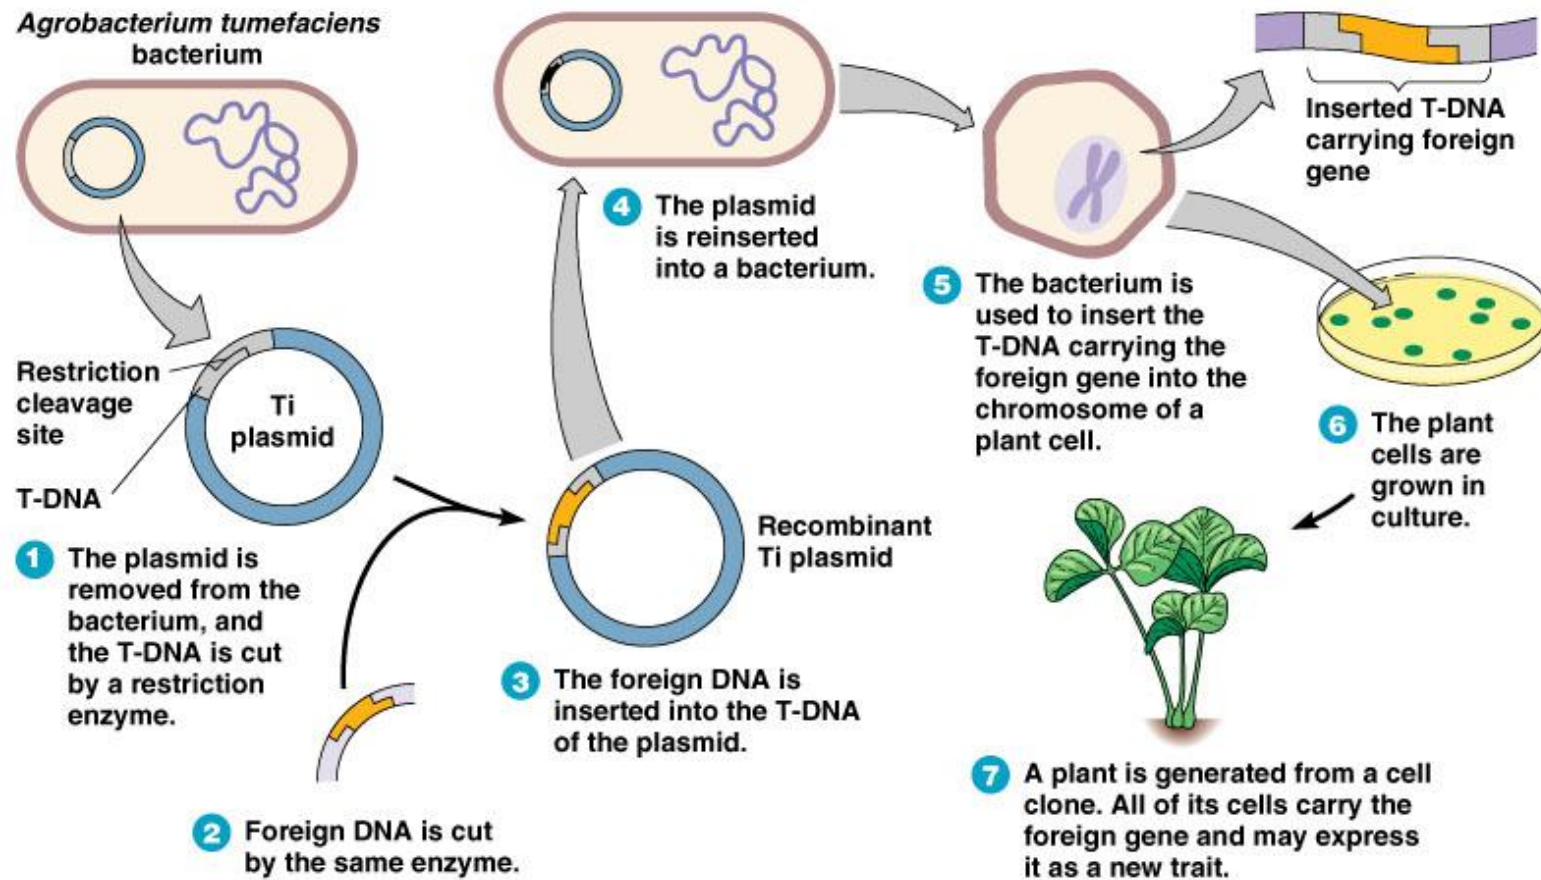 Agrobacterium tumefaciens
bacterium
Restriction
cleavage
site
T-DNA
Ti
plasmid
1 The plasmid is
removed from the
bacterium, and
the T-DNA is cut
by a restriction
enzyme.
2 Foreign DNA is cut
by the same enzyme.
Recombinant
Ti plasmid
3 The foreign DNA is
inserted into the T-DNA
of the plasmid.
4 The plasmid
is reinserted
into a bacterium.
5 The bacterium is
used to insert the
T-DNA carrying the
foreign gene into the
chromosome of a
plant cell.
Inserted T-DNA
carrying foreign
gene
6 The plant
cells are
grown in
culture.
7 A plant is generated from a cell
clone. All of its cells carry the
foreign gene and may express
it as a new trait.